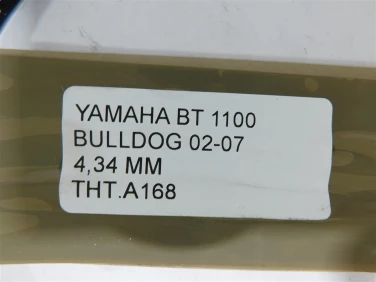 YAMAHA BT 1100
BULLDOG 02-07
4,34 MM
THT.A168